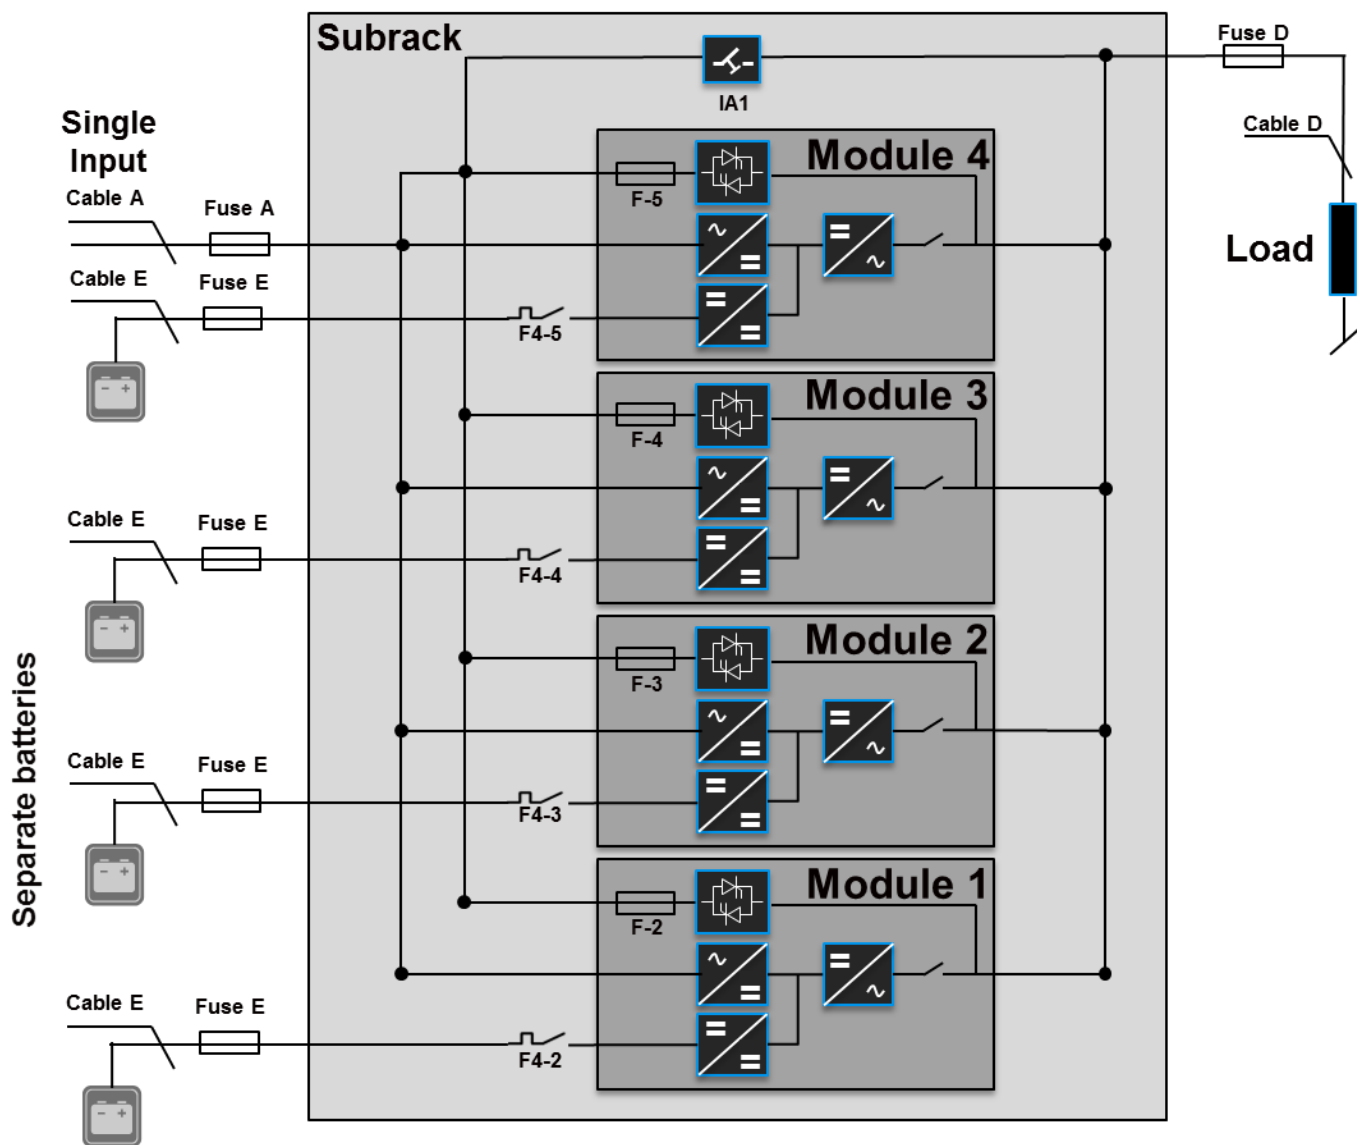 Subrack
Fuse D
IA1
Cable D
Single
Input
Module 4
Cable A
Fuse A
F-5
Load
Cable E
Fuse E
F4-5
Module 3
F-4
Cable E
Fuse E
F4-4
Module 2
F-3
Separate batteries
Cable E
Fuse E
F4-3
Module 1
F-2
Cable E
Fuse E
F4-2